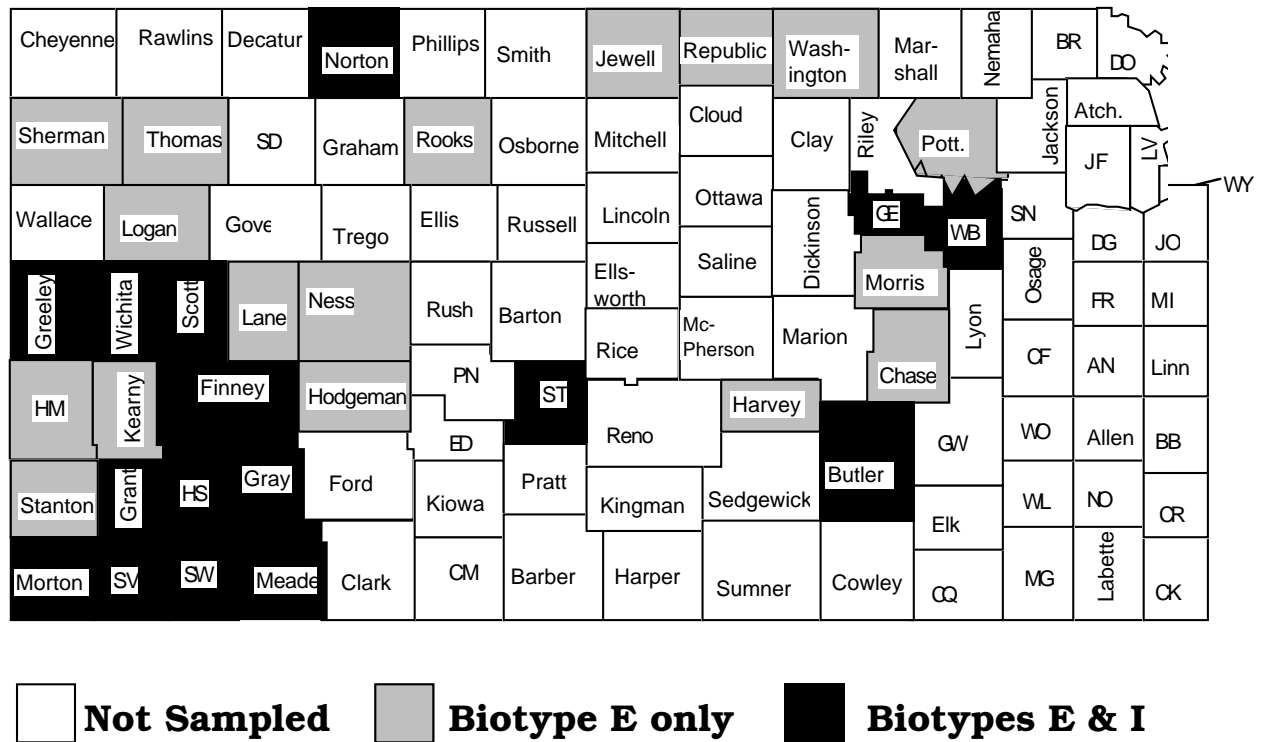 Cheyenne
Rawlins
Decatur
Norton
Phillips
Smith
Jewell
Republic
Wash-
ington
Mar-
shall
Nemaha
BR
DO
Sherman
Thomas
SD
Graham
Rooks
Osborne
Mitchell
Cloud
Clay
Riley
Pott.
Jackson
Atch.
JF
LV
WY
Wallace
Logan
Gove
Trego
Ellis
Russell
Lincoln
Ottawa
Saline
Dickinson
GE
WB
SN
DG
JO
Greeley
Wichita
Scott
Lane
Ness
Rush
Barton
Ells-
worth
Rice
Mc-
Pherson
Marion
Morris
Chase
Lyon
Osage
FR
MI
HM
Kearny
Finney
Hodgeman
PN
ED
ST
Reno
Harvey
Butler
GW
CF
AN
Linn
WO
Allen
BB
Stanton
Grant
HS
Gray
Ford
Kiowa
Pratt
Kingman
Sedgewick
Elk
WL
NO
CR
Morton
SV
SW
Meade
Clark
CM
Barber
Harper
Sumner
Cowley
CQ
MG
Labette
CK
Not Sampled
Biotype E only
Biotypes E & I